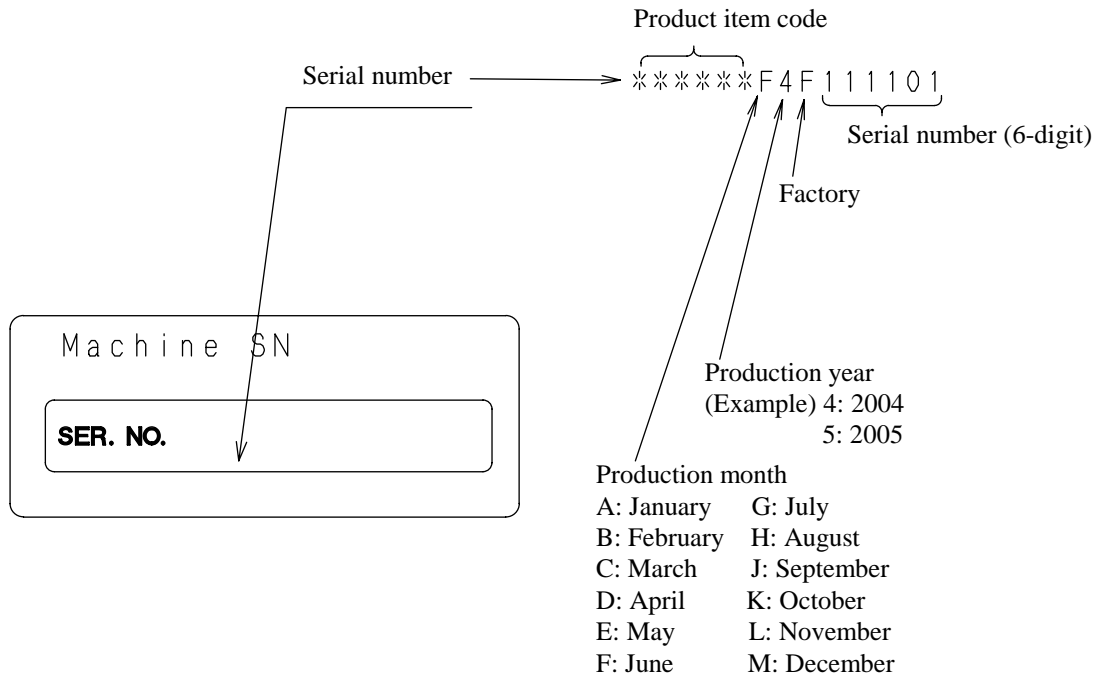 Product item code
Serial number
******F4F111101
Serial number (6-digit)
Factory
Machine SN
SER. NO.
Production year
(Example) 4: 2004
5: 2005
Production month
A: January G: July
B: February H: August
C: March J: September
D: April K: October
E: May L: November
F: June M: December